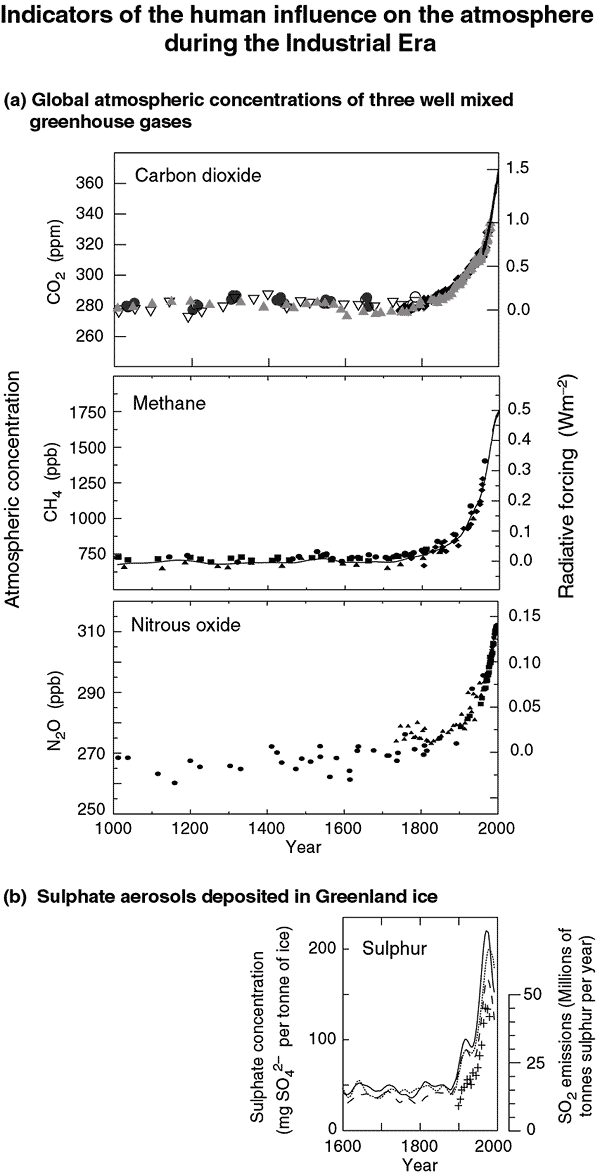 Indicators of the human influence on the atmosphere
during the Industrial Era
(a) Global atmospheric concentrations of three well mixed
greenhouse gases
Carbon dioxide
360
340
320
300
280
260
CO2 (ppm)
1.5
1.0
0.5
0.0
Methane
1750
1500
1250
1000
750
CH4 (ppb)
0.5
0.4
0.3
0.2
0.1
0.0
Atmospheric concentration
Radiative forcing (Wm−2)
Nitrous oxide
310
290
270
250
N2O (ppb)
0.15
0.10
0.05
0.0
1000 1200 1400 1600 1800 2000
Year
(b) Sulphate aerosols deposited in Greenland ice
Sulphur
200
100
0
Sulphate concentration
(mg SO42− per tonne of ice)
50
25
0
SO2 emissions (Millions of
tonnes sulphur per year)
1600 1800 2000
Year